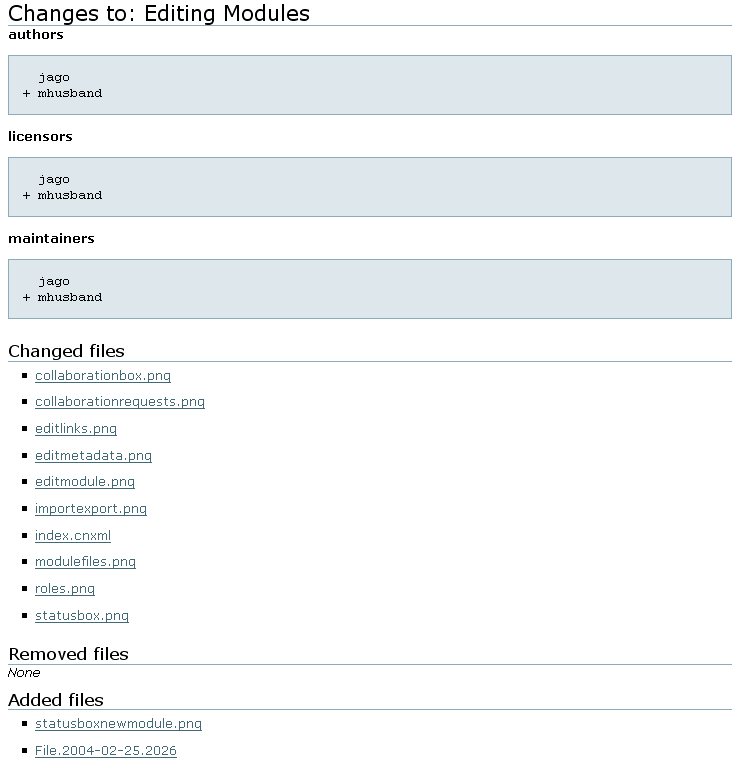 Changes to: Editing Modules
authors
jago
+ mhusband
licensors
jago
+ mhusband
maintainers
jago
+ mhusband
Changed files
collaborationbox.png
collaborationrequests.png
editlinks.png
editmetadata.png
editmodule.png
importexport.png
index.cnxml
modulefiles.png
roles.png
statusbox.png
Removed files
None
Added files
statusboxnewmodule.png
File.2004-02-25.2026